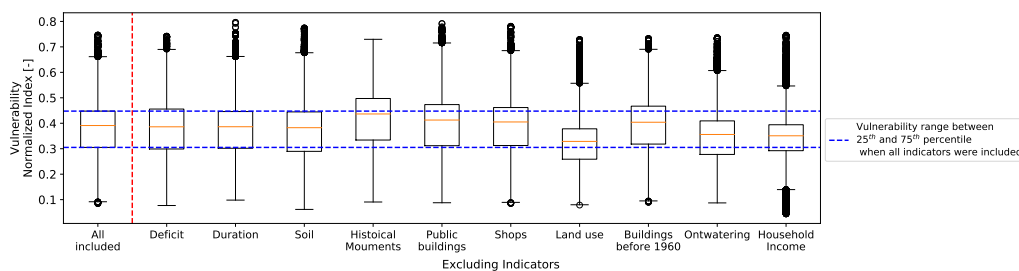 Vulnerability
Normalized Index [-]
0.8
0.7
0.6
0.5
0.4
0.3
0.2
0.1
All
included
Deficit
Duration
Soil
Histoical
Mouments
Public
buildings
Shops
Land use
Buildings
before 1960
Ontwatering
Household
Income
Excluding Indicators
Vulnerability range between
25th and 75th percentile
when all indicators were included